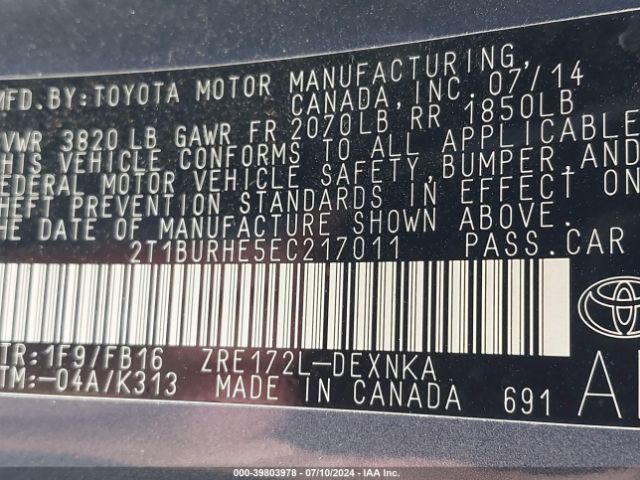 MFD.BY:TOYOTA MOTOR MANUFACTURING,
CANADA, INC. 07/14
GVWR 3820 LB GAWR FR 2070LB RR 1850LB
THIS VEHICLE CONFORMS TO ALL APPLICABLE
FEDERAL MOTOR VEHICLE SAFETY, BUMPER, AND
THEFT PREVENTION STANDARDS IN EFFECT ON
THE DATE OF MANUFACTURE SHOWN ABOVE.
2T1BURHE5EC217011 PASS.CAR
TR:1F9/FB16 ZRE172L-DEXNKA A
TM:-04A/K313 MADE IN CANADA 691
000-39803978 - 07/10/2024 - IAA Inc.